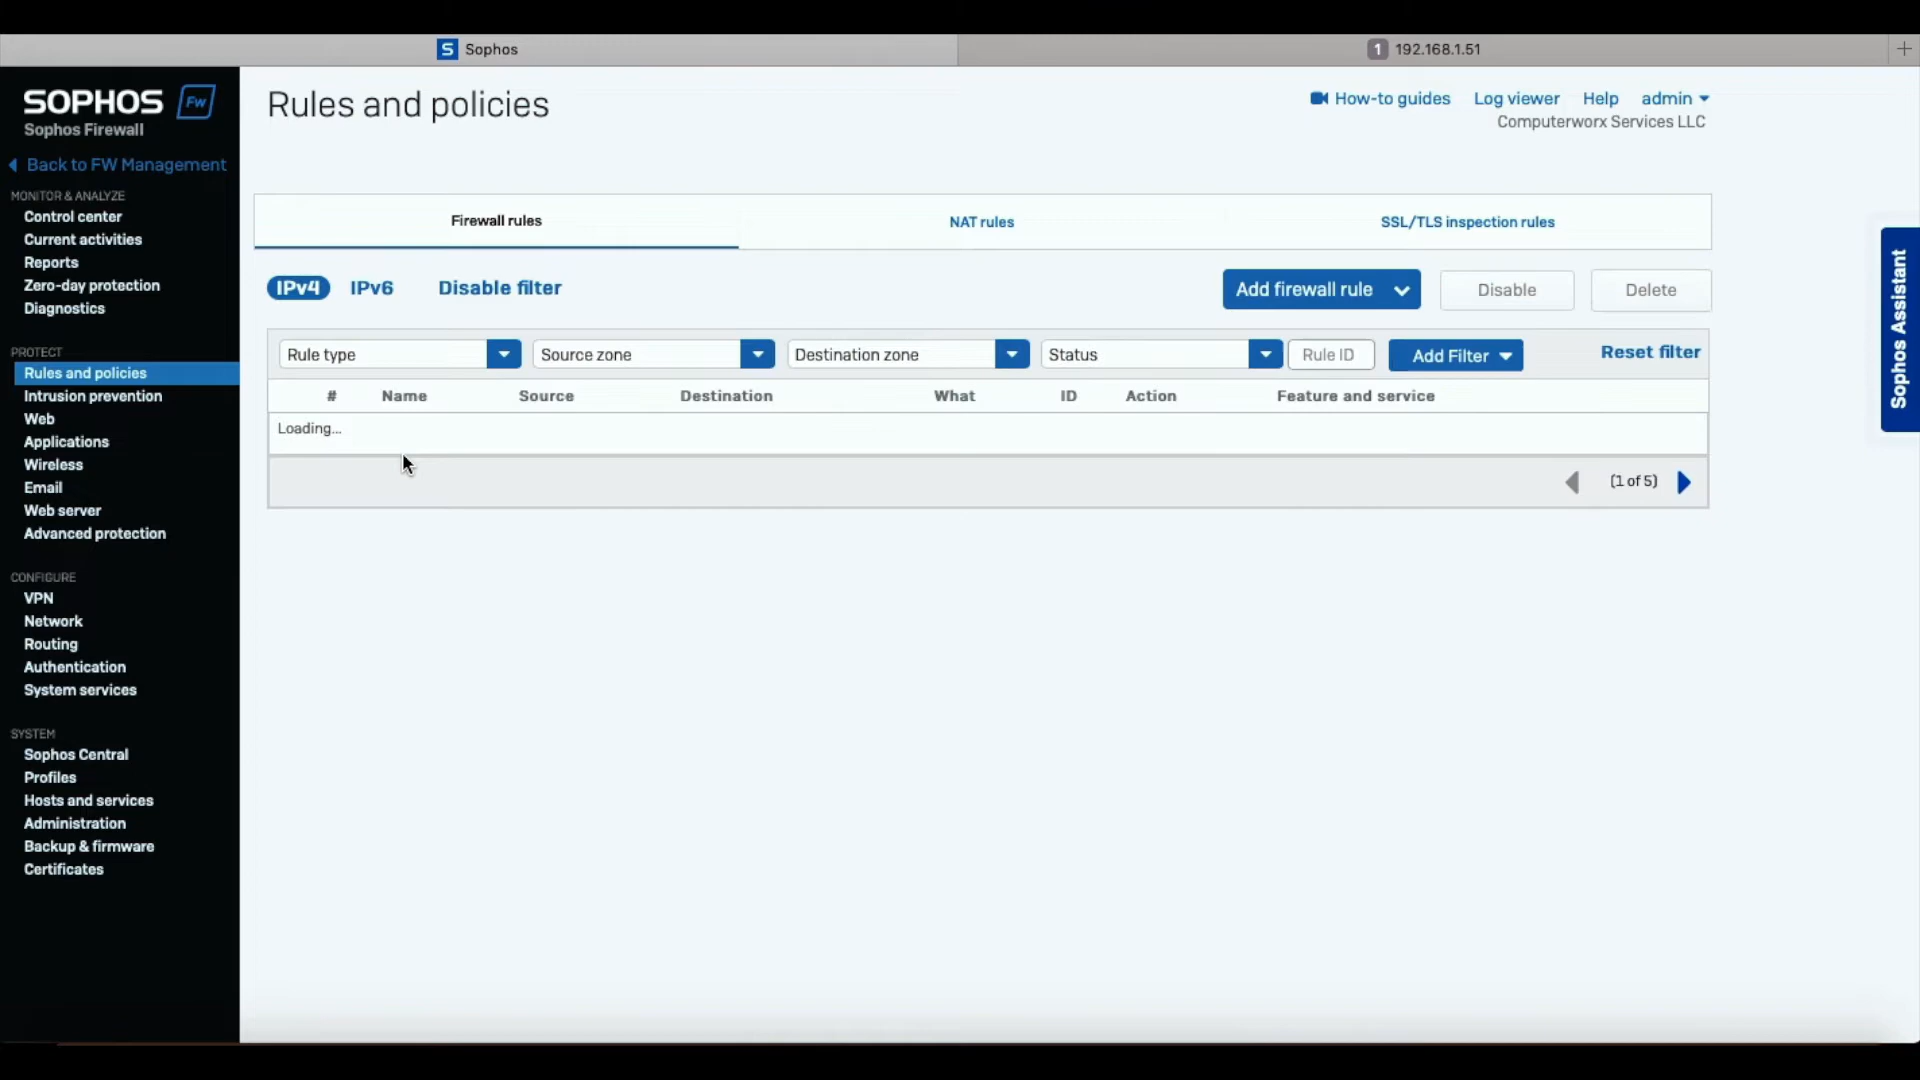 S Sophos
1 192.168.1.51
SOPHOS Fw
Sophos Firewall
Back to FW Management
MONITOR & ANALYZE
Control center
Current activities
Reports
Zero-day protection
Diagnostics
PROTECT
Rules and policies
Intrusion prevention
Web
Applications
Wireless
Email
Web server
Advanced protection
CONFIGURE
VPN
Network
Routing
Authentication
System services
SYSTEM
Sophos Central
Profiles
Hosts and services
Administration
Backup & firmware
Certificates
Rules and policies
How-to guides Log viewer Help admin
Computerworx Services LLC
Firewall rules NAT rules SSL/TLS inspection rules
IPv4 IPv6 Disable filter Add firewall rule Disable Delete
Rule type Source zone Destination zone Status Rule ID Add Filter Reset filter
# Name Source Destination What ID Action Feature and service
Loading...
(1 of 5)
Sophos Assistant